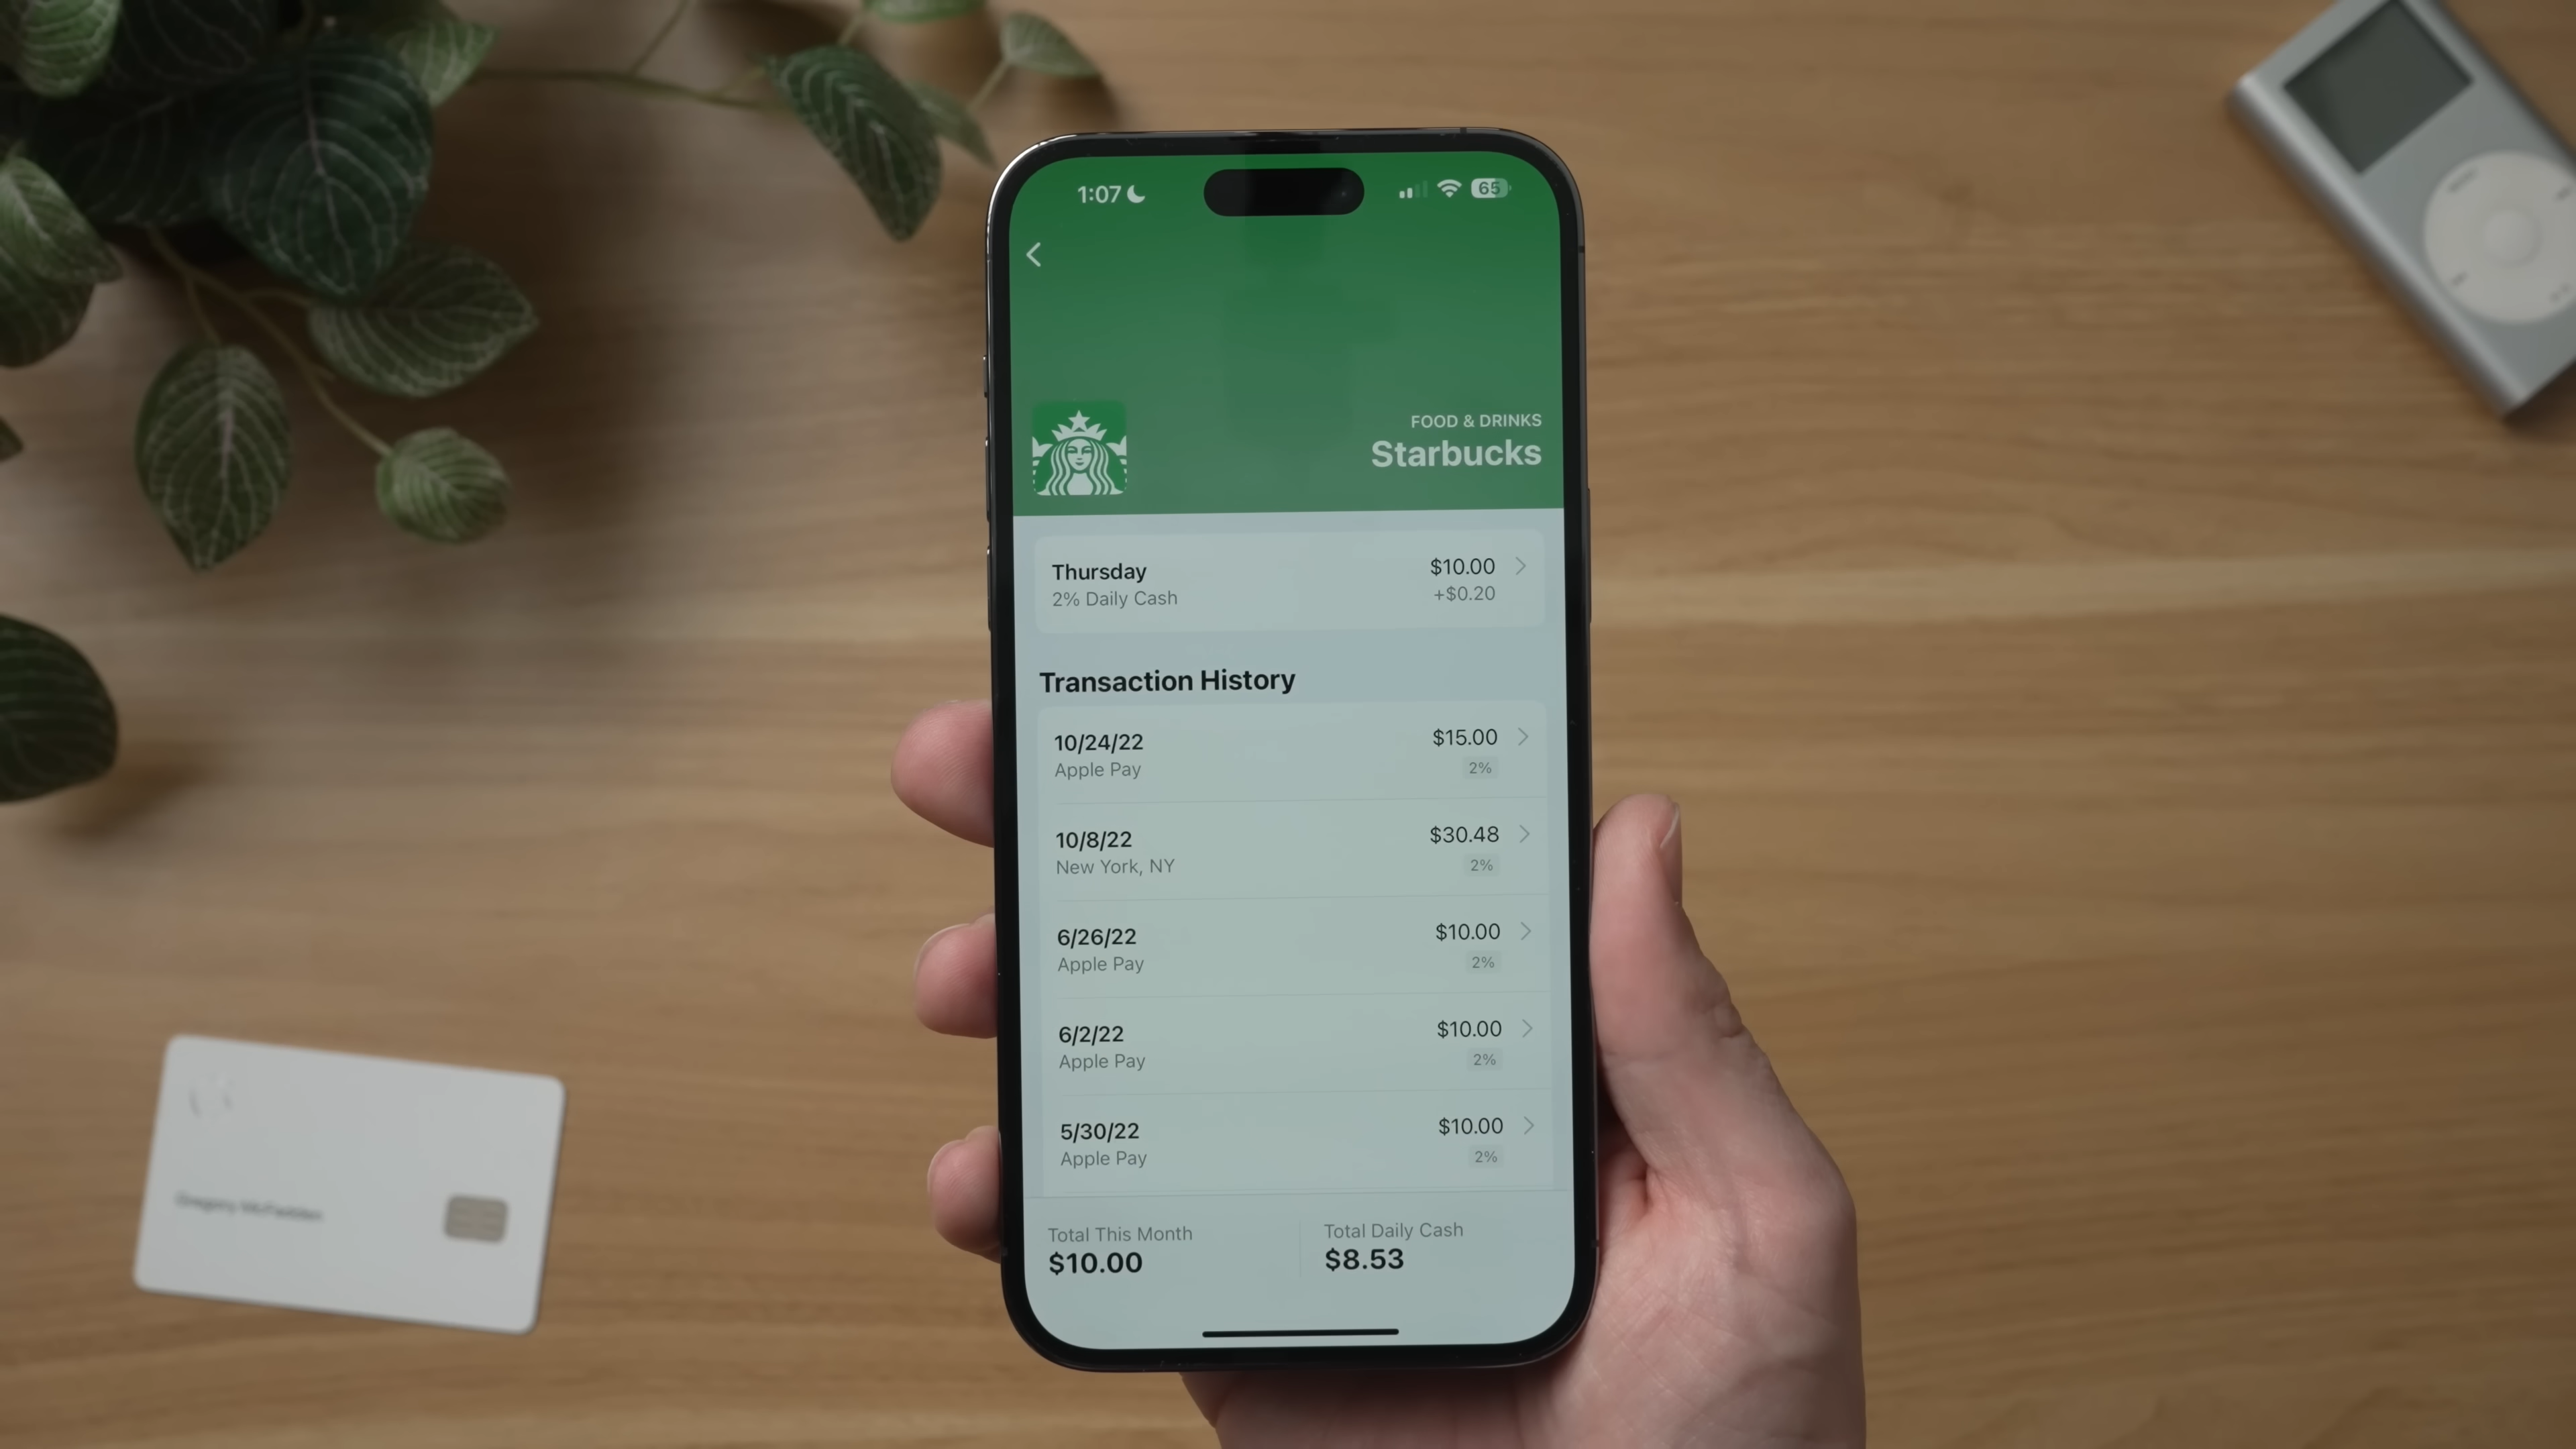 1:07
65
FOOD & DRINKS
Starbucks
Thursday
$10.00
2% Daily Cash
+$0.20
Transaction History
10/24/22
$15.00
Apple Pay
2%
10/8/22
$30.48
New York, NY
2%
6/26/22
$10.00
Apple Pay
2%
6/2/22
$10.00
Apple Pay
2%
5/30/22
$10.00
Apple Pay
2%
Total This Month
Total Daily Cash
$10.00
$8.53